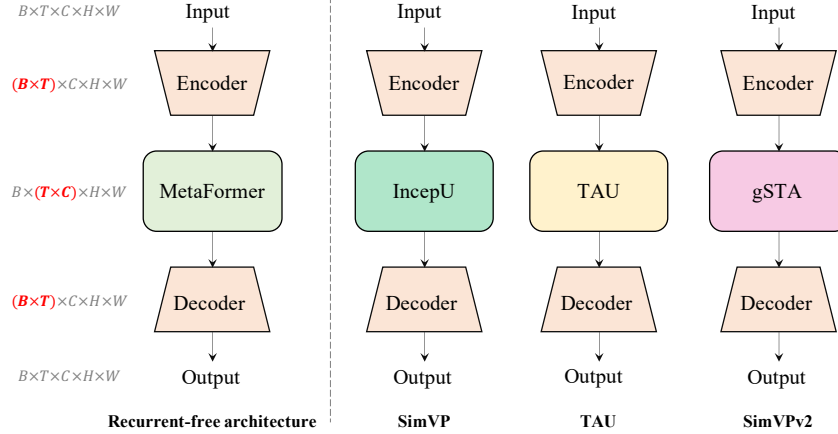 B×T×C×H×W Input Input Input Input
(B×T)×C×H×W Encoder Encoder Encoder Encoder
B×(T×C)×H×W MetaFormer IncepU TAU gSTA
(B×T)×C×H×W Decoder Decoder Decoder Decoder
B×T×C×H×W Output Output Output Output
Recurrent-free architecture SimVP TAU SimVPv2